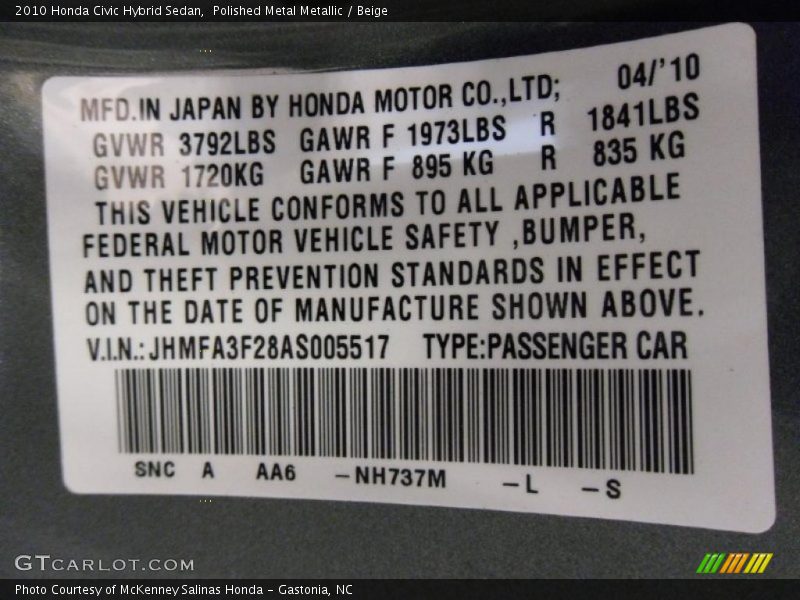 2010 Honda Civic Hybrid Sedan, Polished Metal Metallic / Beige
MFD.IN JAPAN BY HONDA MOTOR CO.,LTD; 04/'10
GVWR 3792LBS GAWR F 1973LBS R 1841LBS
GVWR 1720KG GAWR F 895 KG R 835 KG
THIS VEHICLE CONFORMS TO ALL APPLICABLE
FEDERAL MOTOR VEHICLE SAFETY ,BUMPER,
AND THEFT PREVENTION STANDARDS IN EFFECT
ON THE DATE OF MANUFACTURE SHOWN ABOVE.
V.I.N.: JHMFA3F28AS005517 TYPE:PASSENGER CAR
SNC A AA6 -NH737M -L -S
GTCARLOT.COM
Photo Courtesy of McKenney Salinas Honda - Gastonia, NC